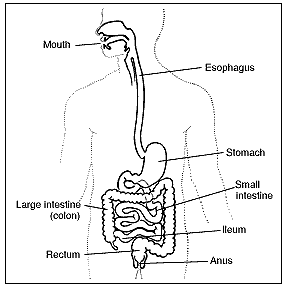 Mouth
Esophagus
Stomach
Small
intestine
Large intestine
(colon)
Ileum
Rectum
Anus